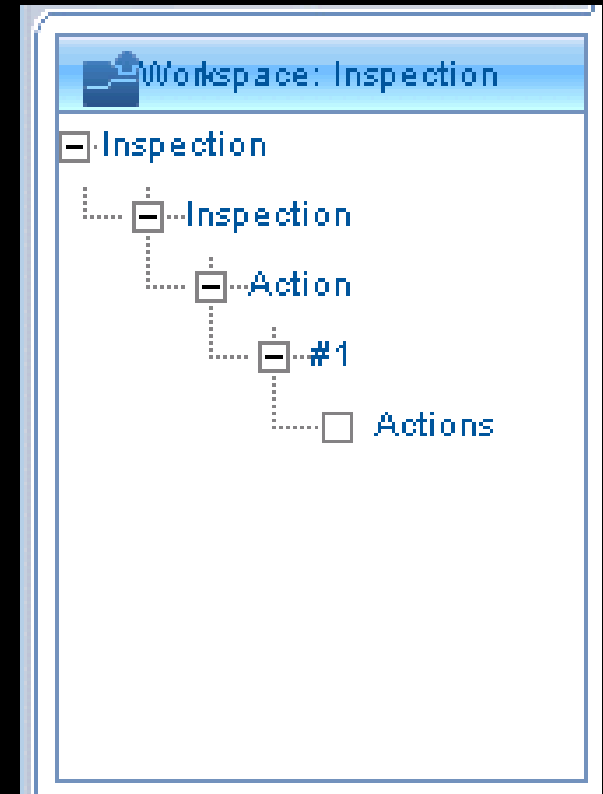 Workspace: Inspection
Inspection
Inspection
Action
#1
Actions